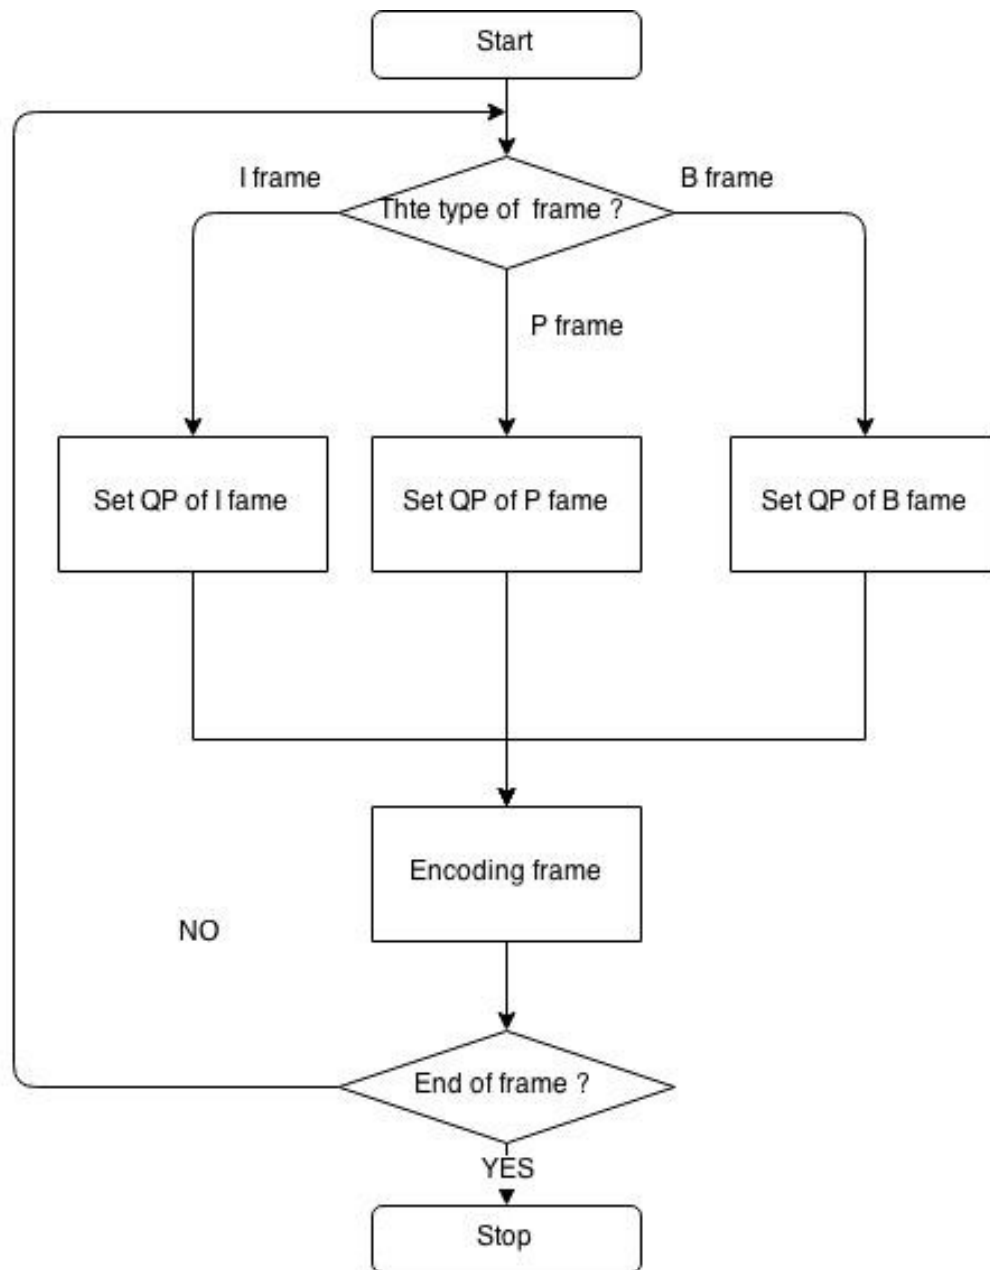 Start
I frame
B frame
Thte type of frame ?
P frame
Set QP of I fame
Set QP of P fame
Set QP of B fame
Encoding frame
NO
End of frame ?
YES
Stop